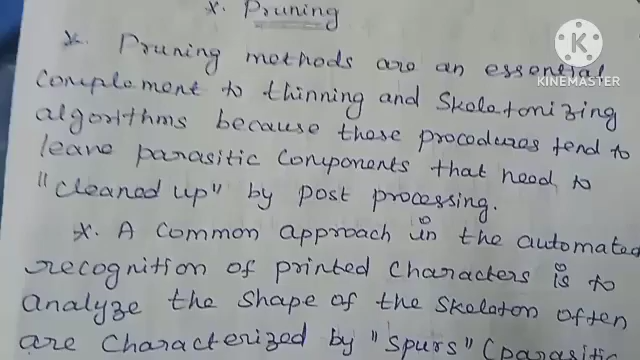 x. Pruning
x. Pruning methods are an essential
complement to thinning and Skeletonizing
algorithms because these procedures tend to
leave parasitic components that need to
"cleaned up" by post processing.
x. A common approach in the automated
recognition of printed characters is to
analyze the shape of the skeleton often
are characterized by "spurs" (parasitic
K
KINEMASTER